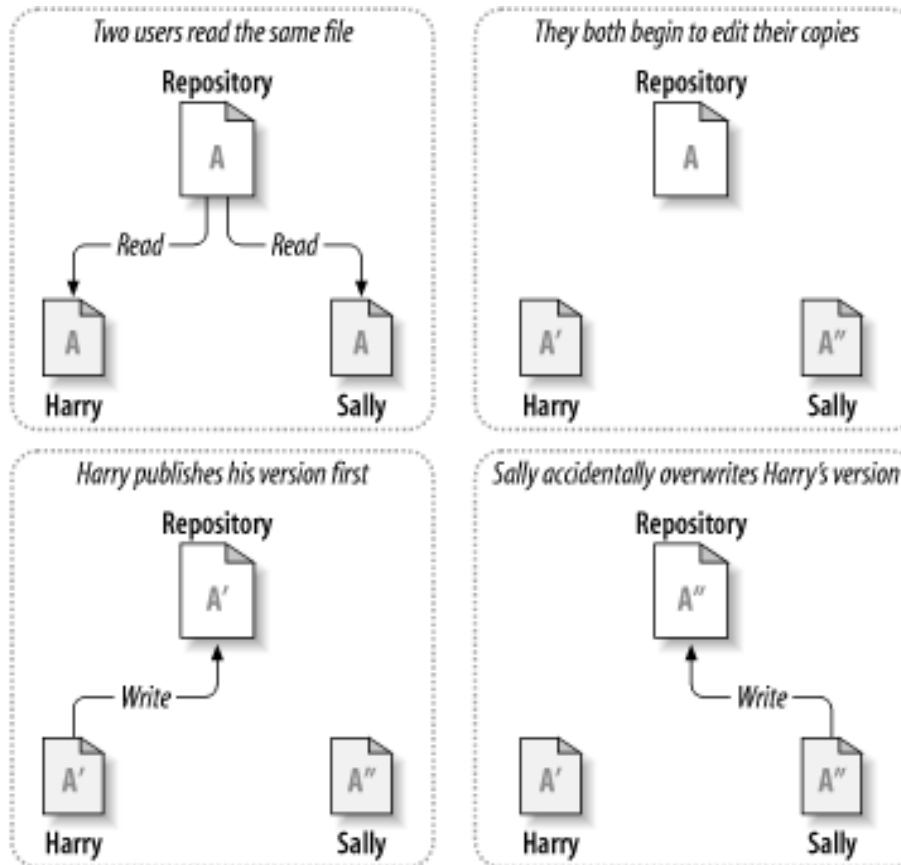 Two users read the same file
Repository
A
Read
Read
A
A
Harry
Sally
They both begin to edit their copies
Repository
A
A′
A″
Harry
Sally
Harry publishes his version first
Repository
A′
Write
A′
A″
Harry
Sally
Sally accidentally overwrites Harry's version
Repository
A″
Write
A′
A″
Harry
Sally